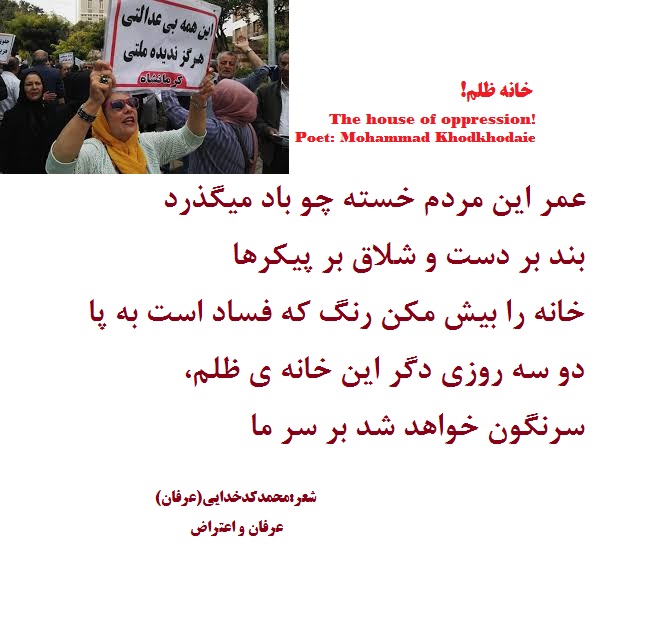 این همه بی عدالتی
هرگز ندیده ملتی
کرمانشاه
خانه ظلم!
The house of oppression!
Poet: Mohammad Khodkhodaie
عمر این مردم خسته چو باد میگذرد
بند بر دست و شلاق بر پیکرها
خانه را بیش مکن رنگ که فساد است به پا
دو سه روزی دگر این خانه ی ظلم،
سرنگون خواهد شد بر سر ما
شعر:محمدکدخدایی(عرفان)
عرفان و اعتراض